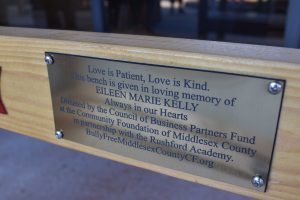 Love is Patient, Love is Kind.
This bench is given in loving memory of
EILEEN MARIE KELLY
Always in our Hearts
Donated by the Council of Business Partners Fund
at the Community Foundation of Middlesex County
in partnership with the Rushford Academy.
BullyFreeMiddlesexCountyCF.org